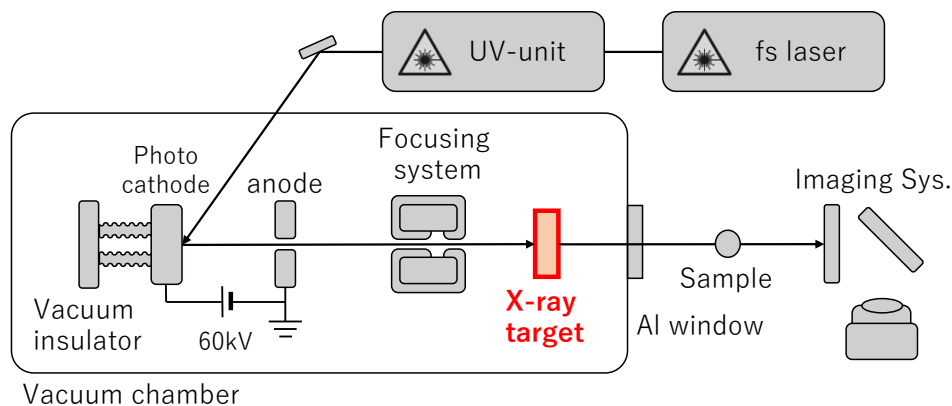 UV-unit
fs laser
Photo
cathode
anode
Focusing
system
Imaging Sys.
Vacuum
insulator
60kV
X-ray
target
Al window
Sample
Vacuum chamber